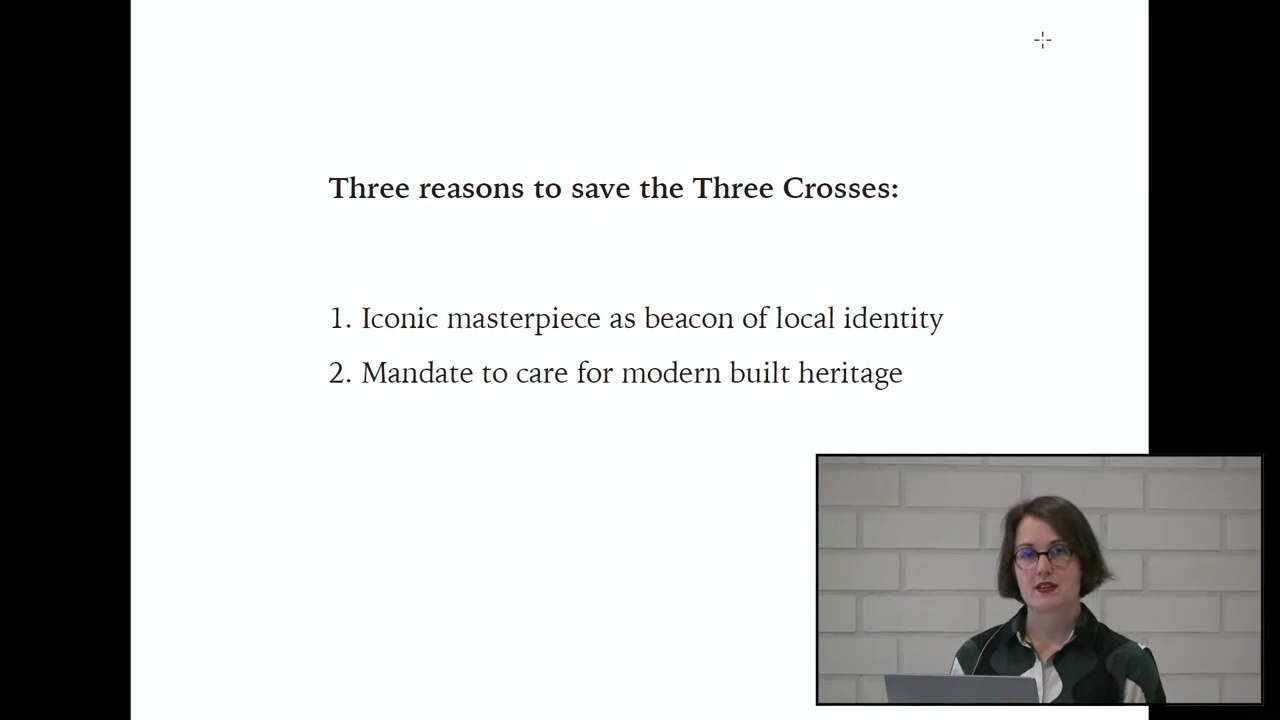 Three reasons to save the Three Crosses:
1. Iconic masterpiece as beacon of local identity
2. Mandate to care for modern built heritage